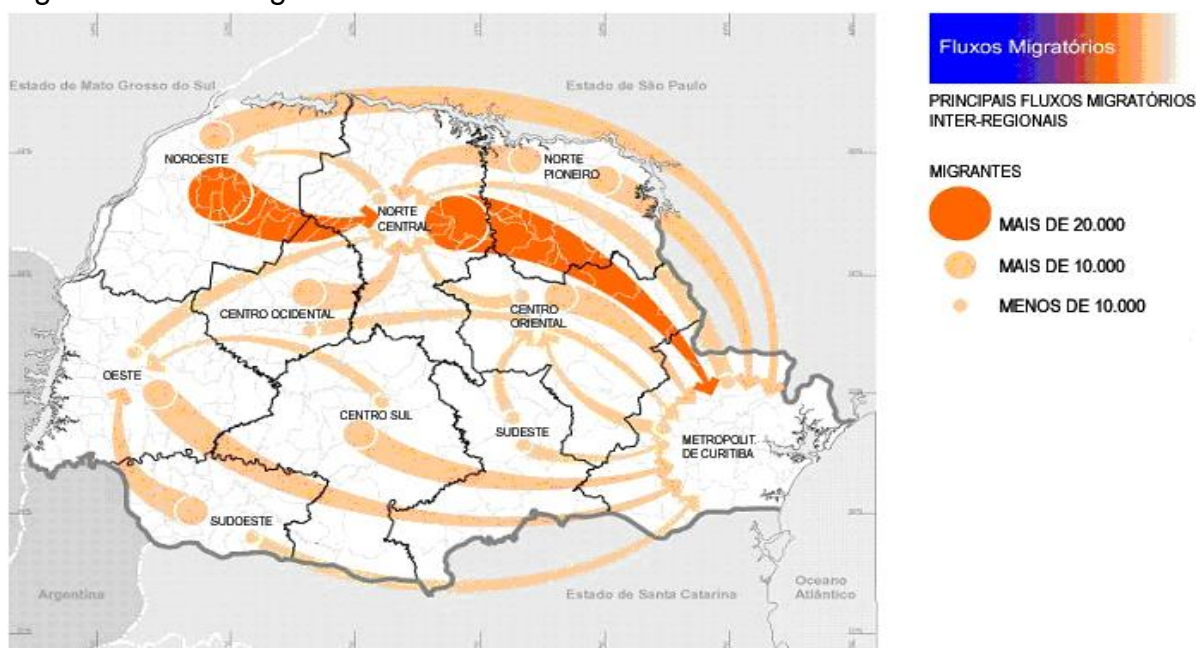 Estado de Mato Grosso do Sul
Estado de São Paulo
NOROESTE
NORTE
PIONEIRO
NORTE
CENTRAL
CENTRO OCIDENTAL
CENTRO
ORIENTAL
OESTE
CENTRO SUL
SUDESTE
METROPOLIT.
DE CURITIBA
SUDOESTE
Argentina
Estado de Santa Catarina
Oceano
Atlântico
Fluxos Migratórios
PRINCIPAIS FLUXOS MIGRATÓRIOS
INTER-REGIONAIS
MIGRANTES
MAIS DE 20.000
MAIS DE 10.000
MENOS DE 10.000